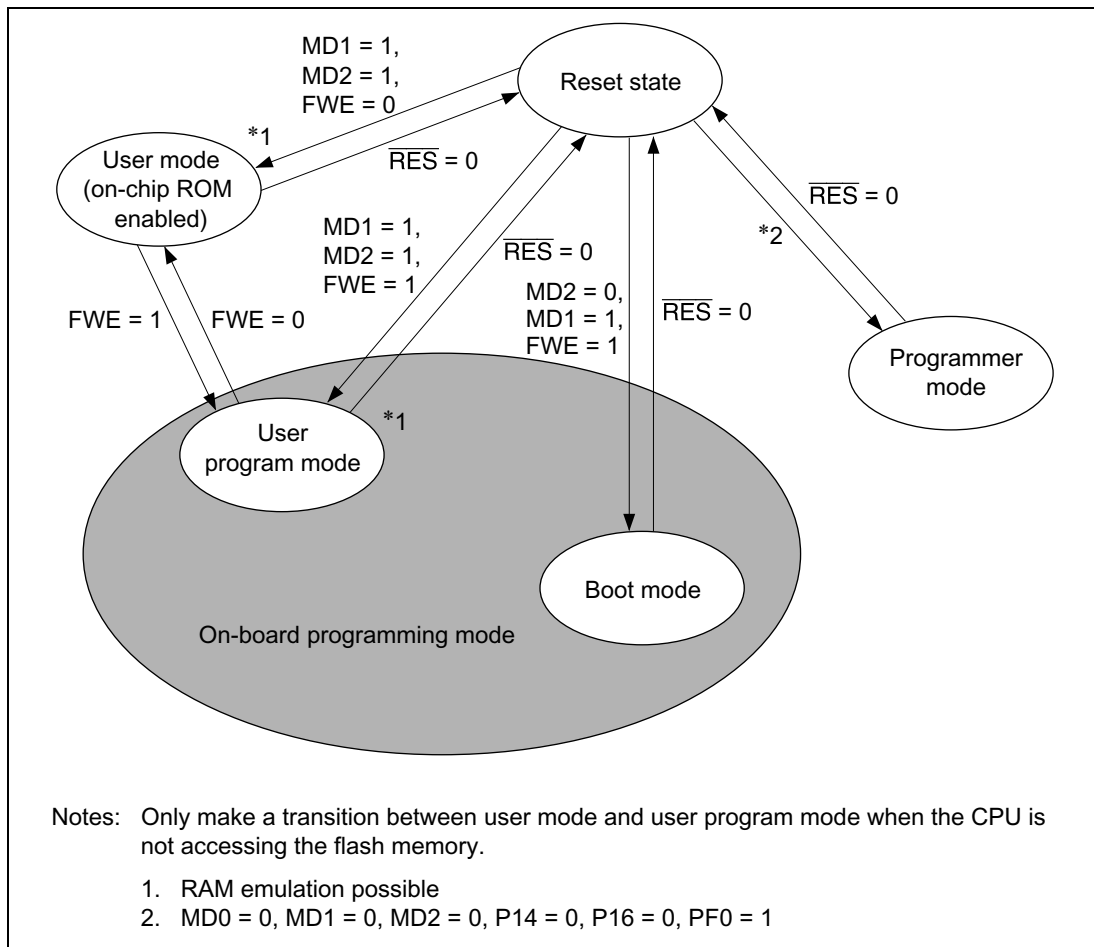 MD1 = 1,
MD2 = 1,
FWE = 0
Reset state
*1
RES = 0
User mode
(on-chip ROM
enabled)
RES = 0
*2
MD1 = 1,
MD2 = 1,
FWE = 1
RES = 0
MD2 = 0,
MD1 = 1,
FWE = 1
RES = 0
FWE = 1
FWE = 0
Programmer
mode
*1
User
program mode
Boot mode
On-board programming mode
Notes: Only make a transition between user mode and user program mode when the CPU is
not accessing the flash memory.
1. RAM emulation possible
2. MD0 = 0, MD1 = 0, MD2 = 0, P14 = 0, P16 = 0, PF0 = 1